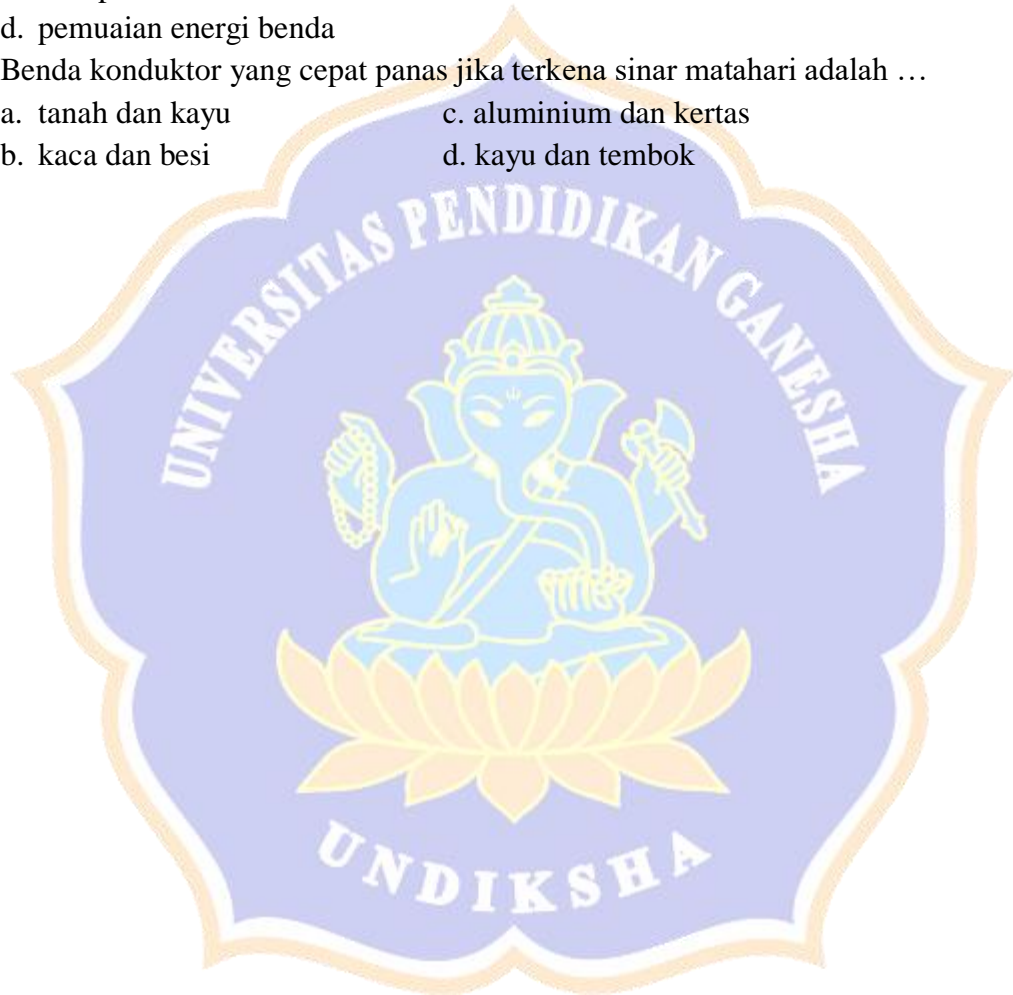 d. pemuaian energi benda
Benda konduktor yang cepat panas jika terkena sinar matahari adalah …
a. tanah dan kayu c. aluminium dan kertas
b. kaca dan besi d. kayu dan tembok
UNIVERSITAS PENDIDIKAN GANESHA
UNDIKSHA